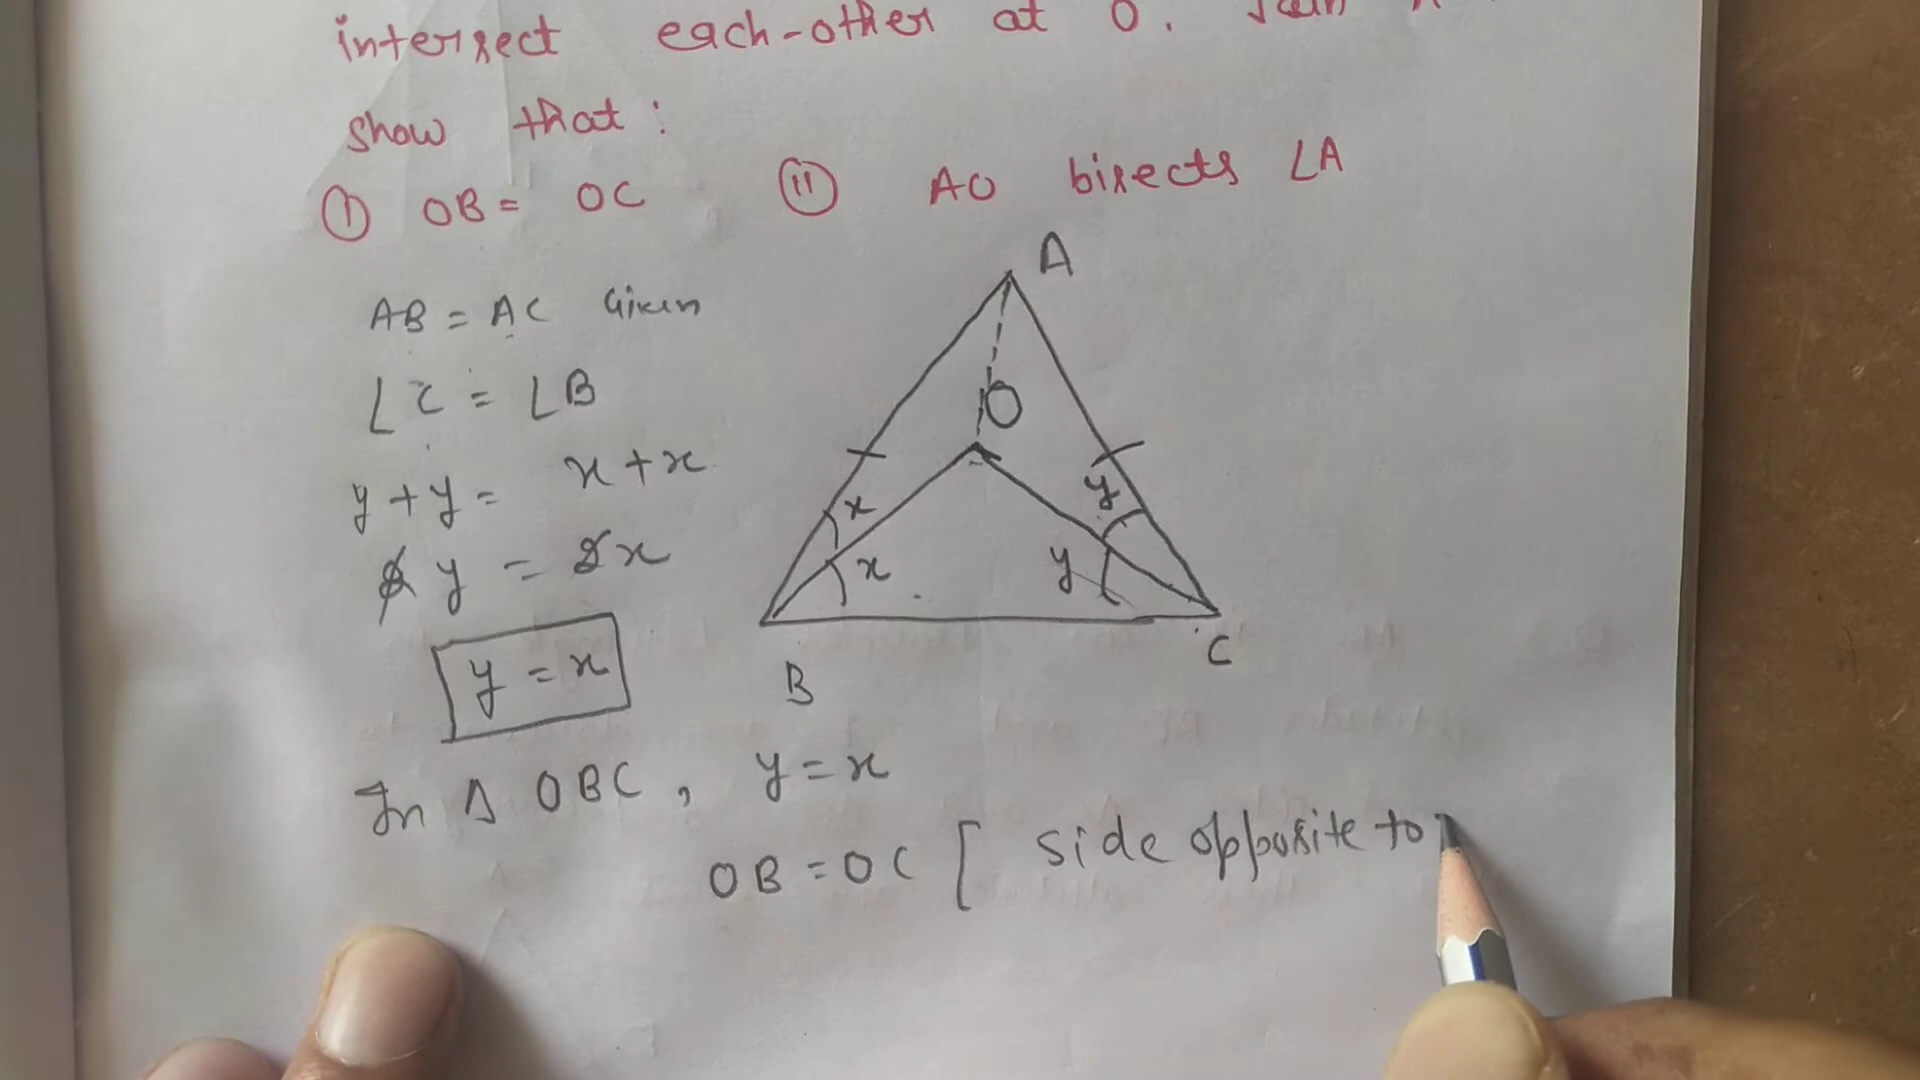 intersect each-other at O. Join
show that:
(i) OB = OC (ii) AO bisects ∠A
A
AB = AC Given
∠C = ∠B
O
y + y = x + x
x y
2y = 2x
x y
y = x
B C
In Δ OBC, y = x
OB = OC [ side opposite to